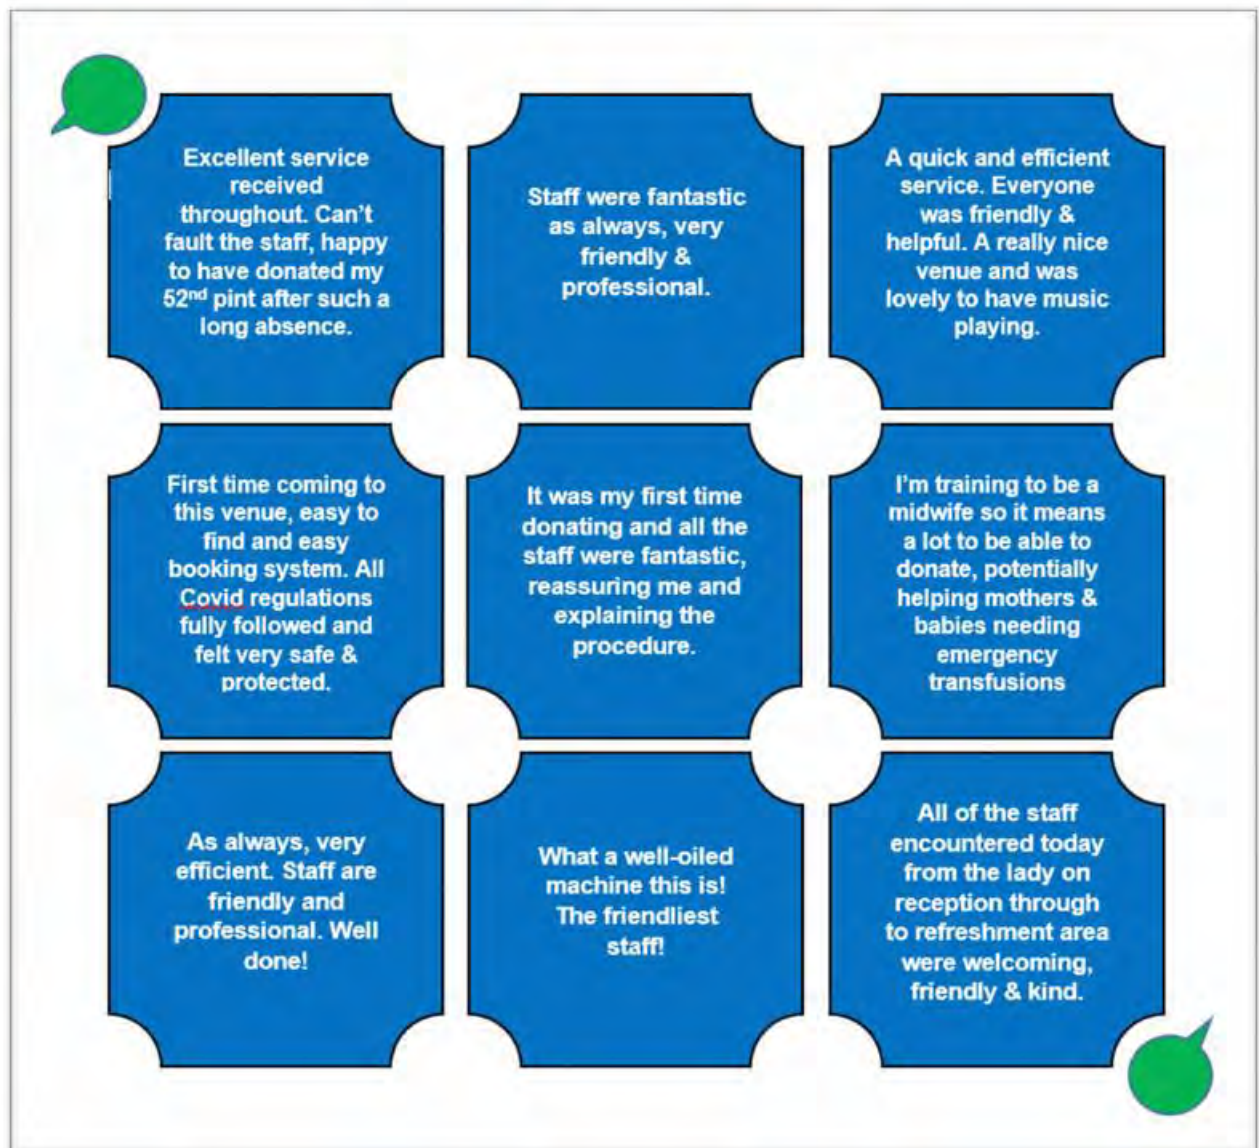 Excellent service
received
throughout. Can't
fault the staff, happy
to have donated my
52nd pint after such a
long absence.
Staff were fantastic
as always, very
friendly &
professional.
A quick and efficient
service. Everyone
was friendly &
helpful. A really nice
venue and was
lovely to have music
playing.
First time coming to
this venue, easy to
find and easy
booking system. All
Covid regulations
fully followed and
felt very safe &
protected.
It was my first time
donating and all the
staff were fantastic,
reassuring me and
explaining the
procedure.
I'm training to be a
midwife so it means
a lot to be able to
donate, potentially
helping mothers &
babies needing
emergency
transfusions
As always, very
efficient. Staff are
friendly and
professional. Well
done!
What a well-oiled
machine this is!
The friendliest
staff!
All of the staff
encountered today
from the lady on
reception through
to refreshment area
were welcoming,
friendly & kind.